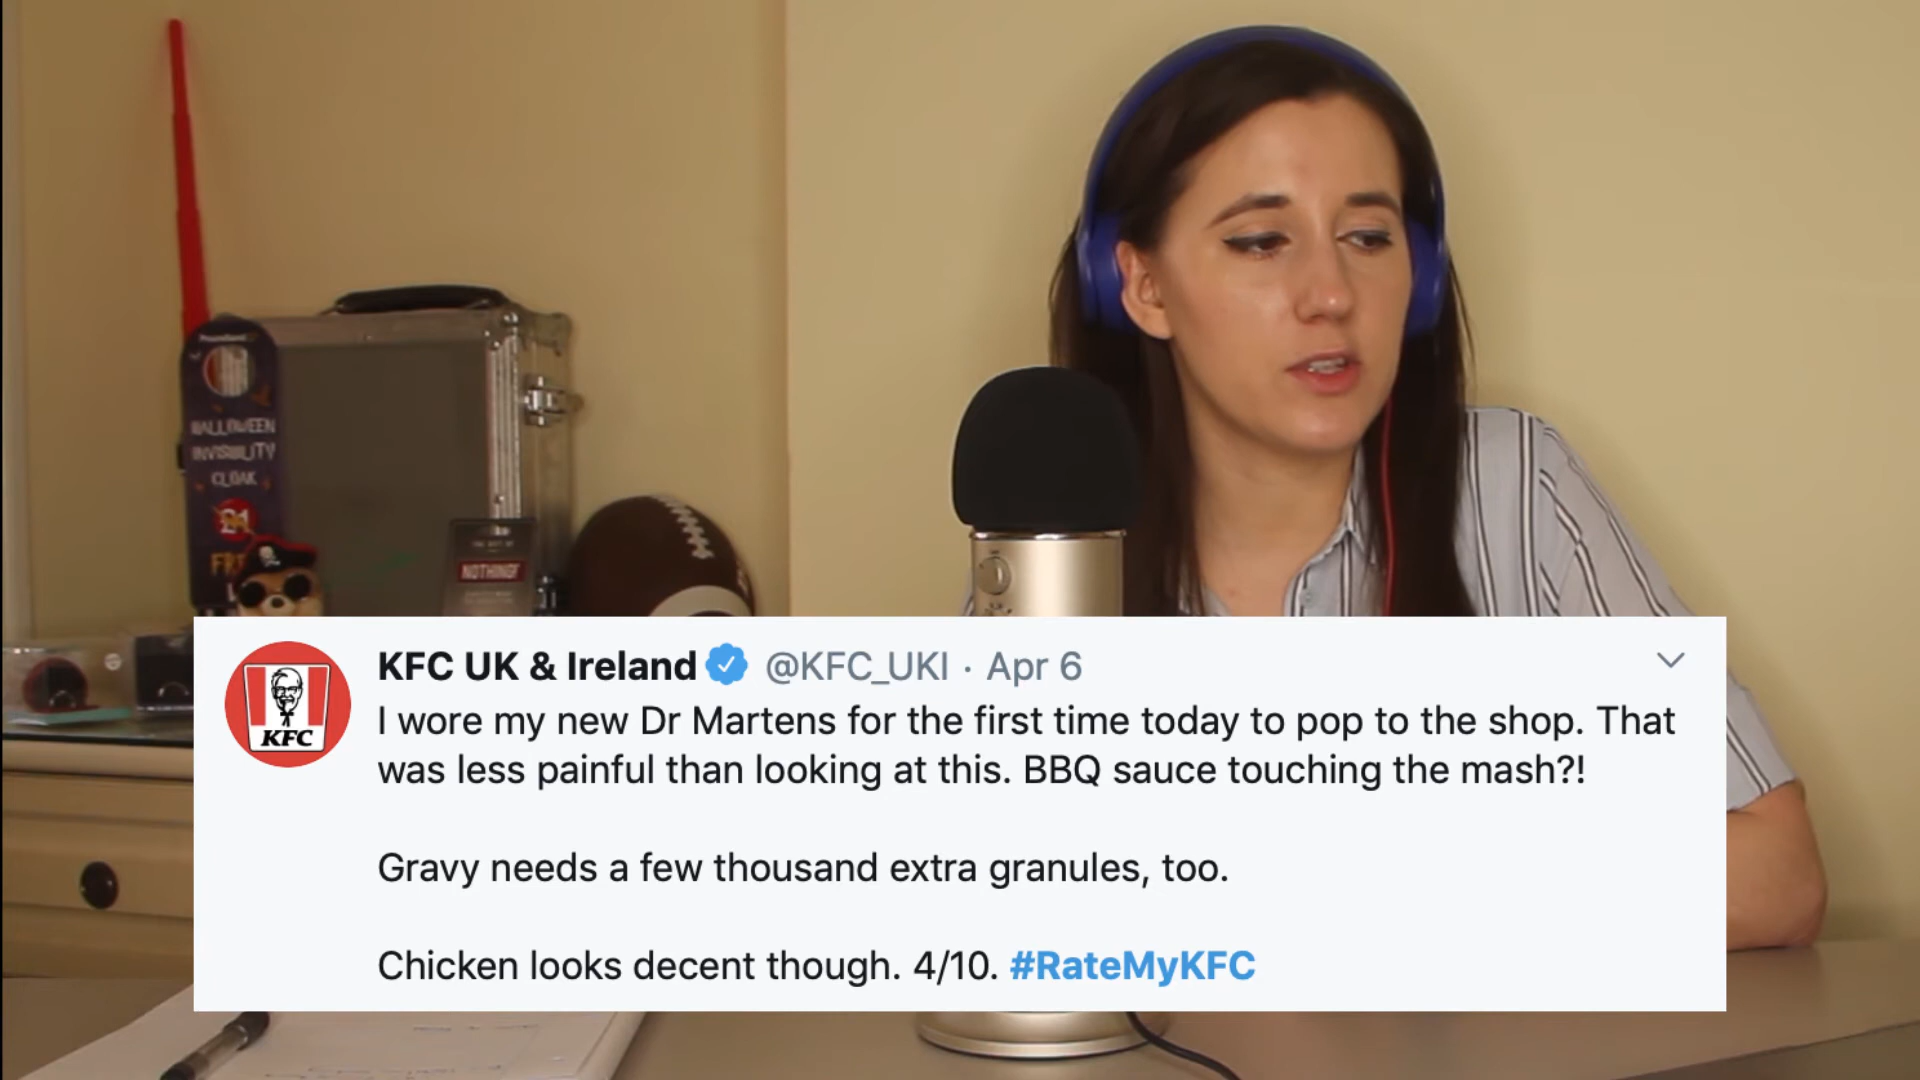 HALLOWEEN
INVISIBILITY
CLOAK
£1
NOTHING!
KFC UK & Ireland @KFC_UKI · Apr 6
KFC
I wore my new Dr Martens for the first time today to pop to the shop. That
was less painful than looking at this. BBQ sauce touching the mash?!
Gravy needs a few thousand extra granules, too.
Chicken looks decent though. 4/10. #RateMyKFC